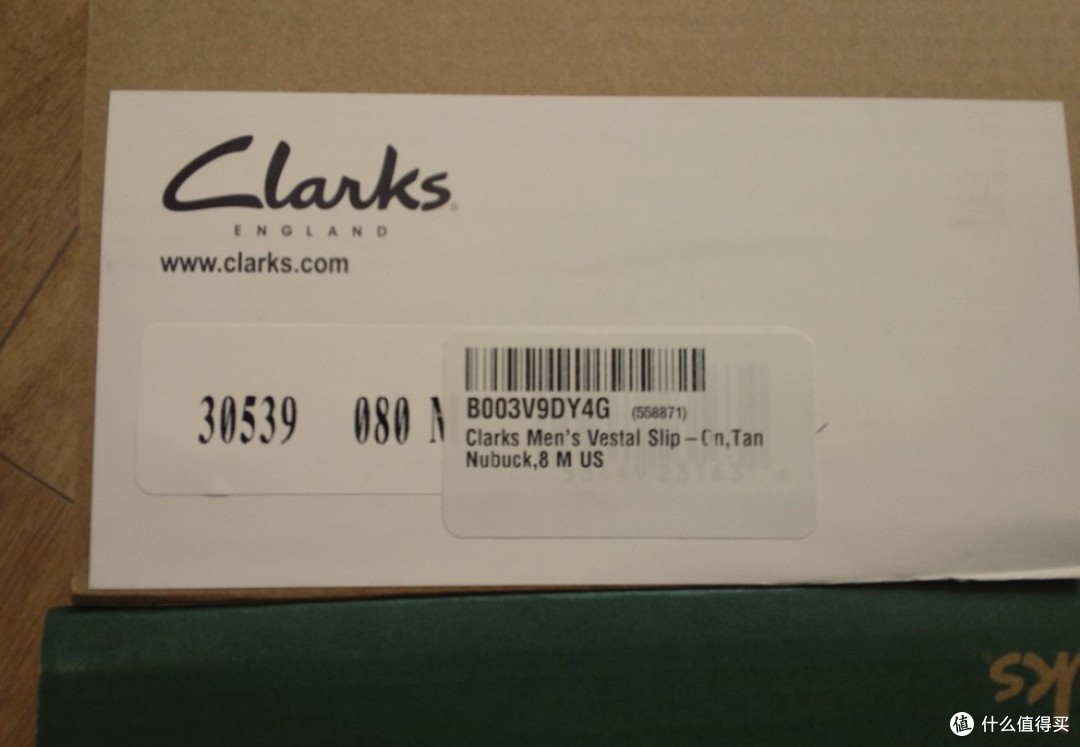 Clarks
ENGLAND
www.clarks.com
30539 080
B003V9DY4G (558871)
Clarks Men's Vestal Slip-On,Tan
Nubuck,8 M US
值 什么值得买